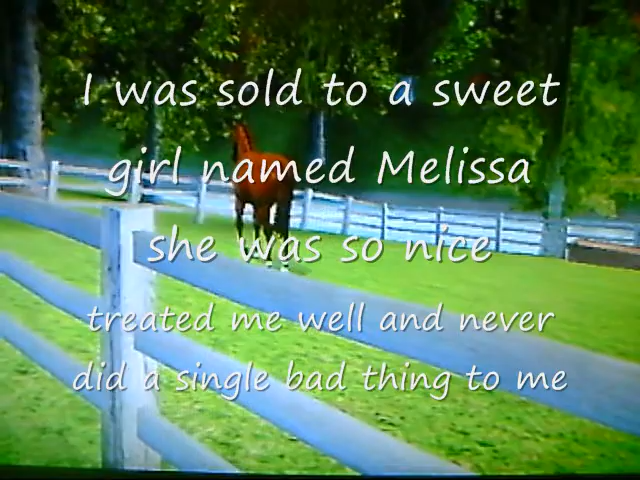 I was sold to a sweet
girl named Melissa
she was so nice
treated me well and never
did a single bad thing to me